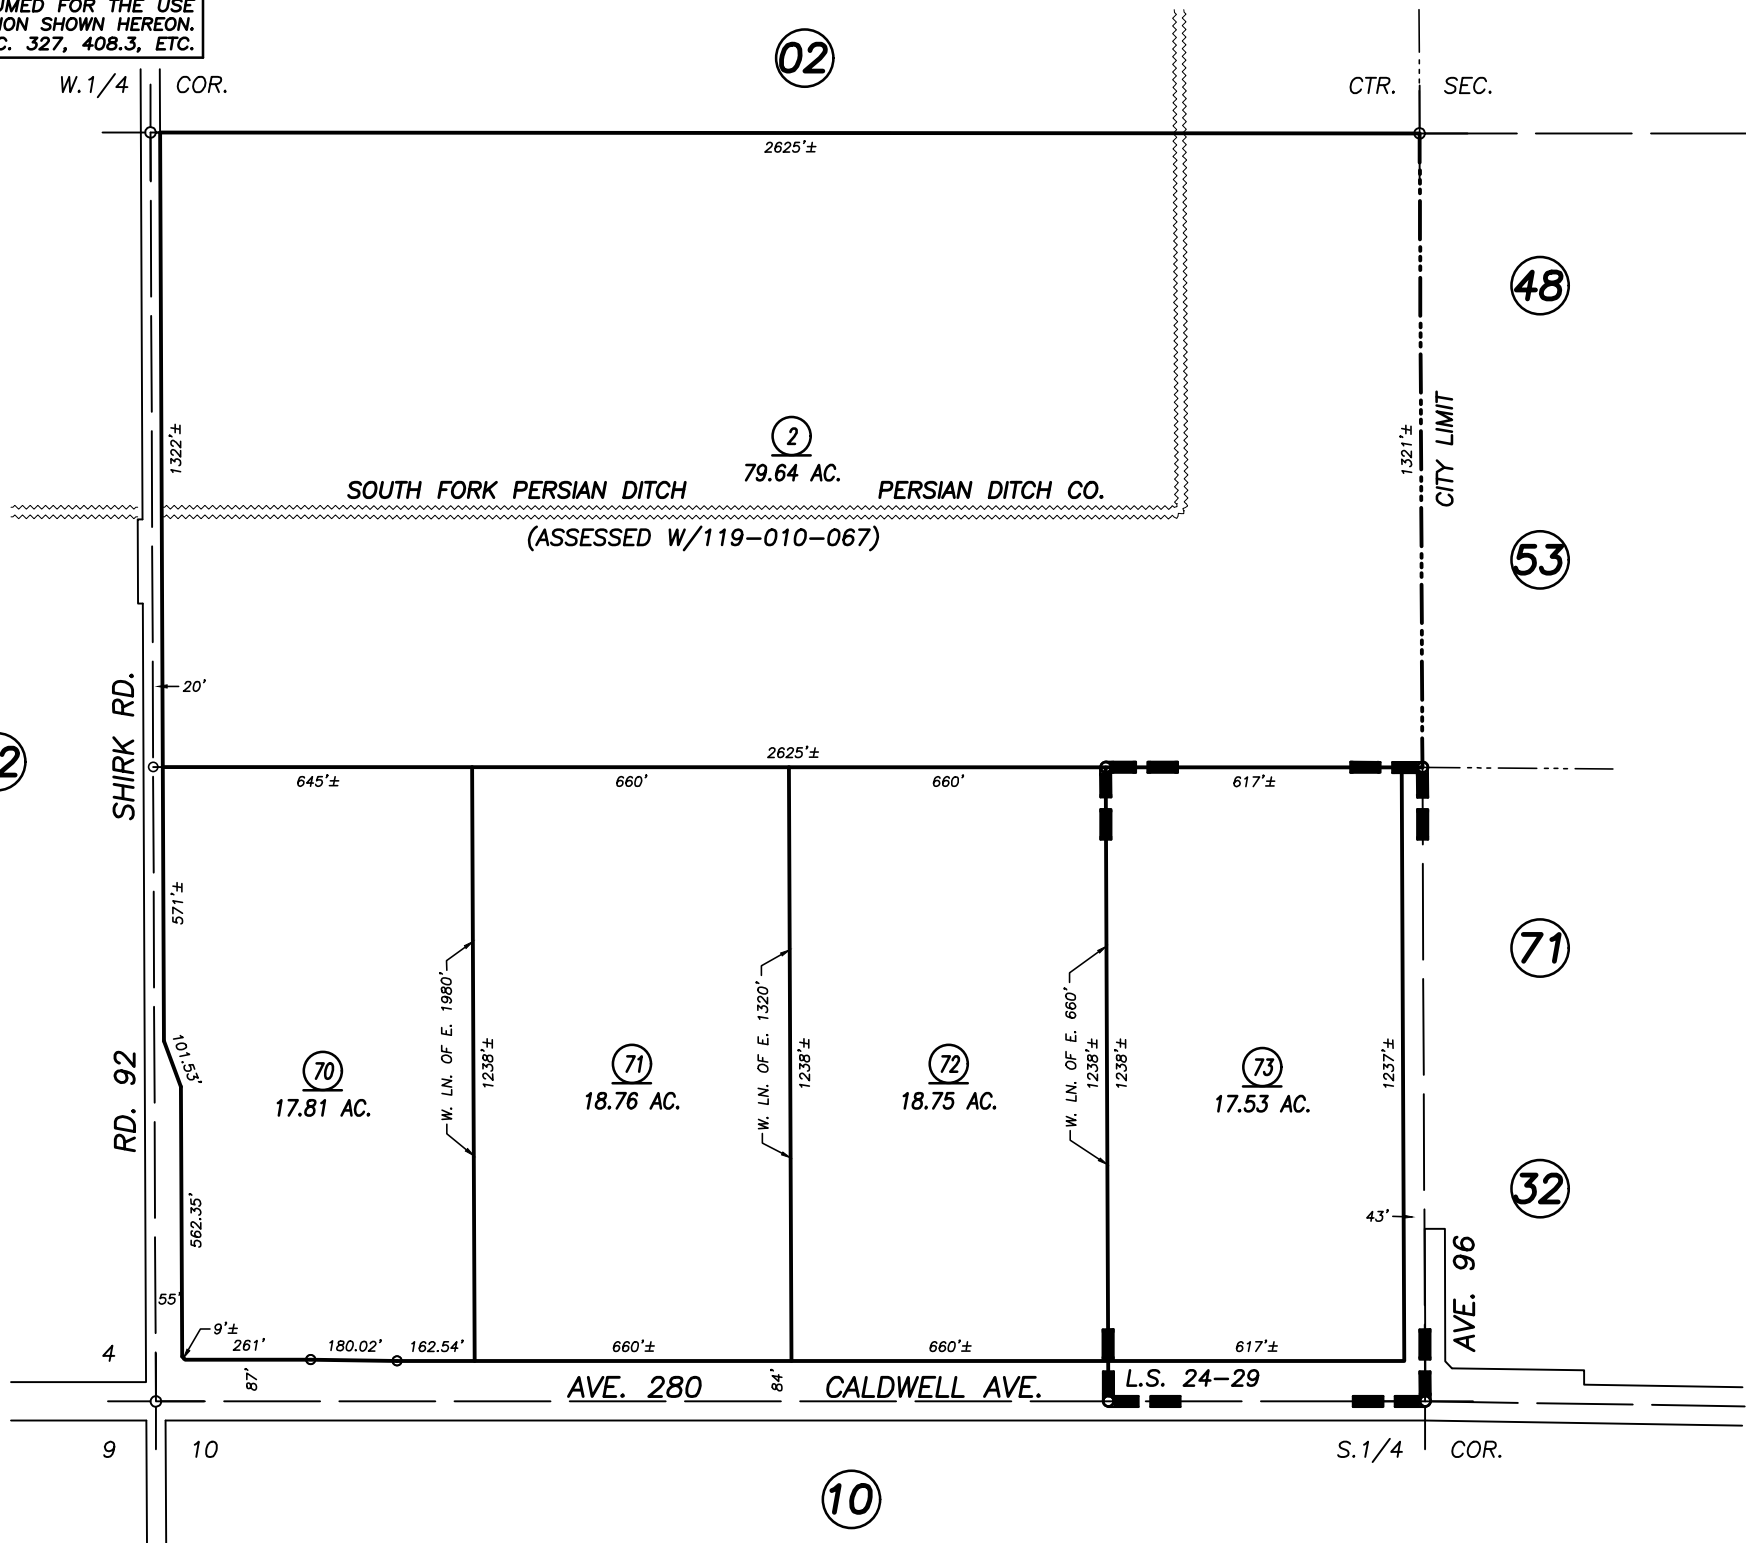 UMED FOR THE USE
ION SHOWN HEREON.
C. 327, 408.3, ETC.
02
W.1/4 COR.
CTR. SEC.
2625'±
48
1322'±
1321'±
CITY LIMIT
2
79.64 AC.
SOUTH FORK PERSIAN DITCH
PERSIAN DITCH CO.
(ASSESSED W/119-010-067)
53
SHIRK RD.
20'
2
2625'±
645'±
660'
660'
617'±
571'±
W. LN. OF E. 1980'
W. LN. OF E. 1320'
W. LN. OF E. 660'
71
RD. 92
101.53'
70
17.81 AC.
1238'±
71
18.76 AC.
1238'±
72
18.75 AC.
1238'±
1238'±
73
17.53 AC.
1237'±
562.35'
32
43'
AVE. 96
55'
9'±
4
261'
180.02'
162.54'
660'±
660'±
617'±
87'
AVE. 280
84'
CALDWELL AVE.
L.S. 24-29
9
10
S.1/4 COR.
10